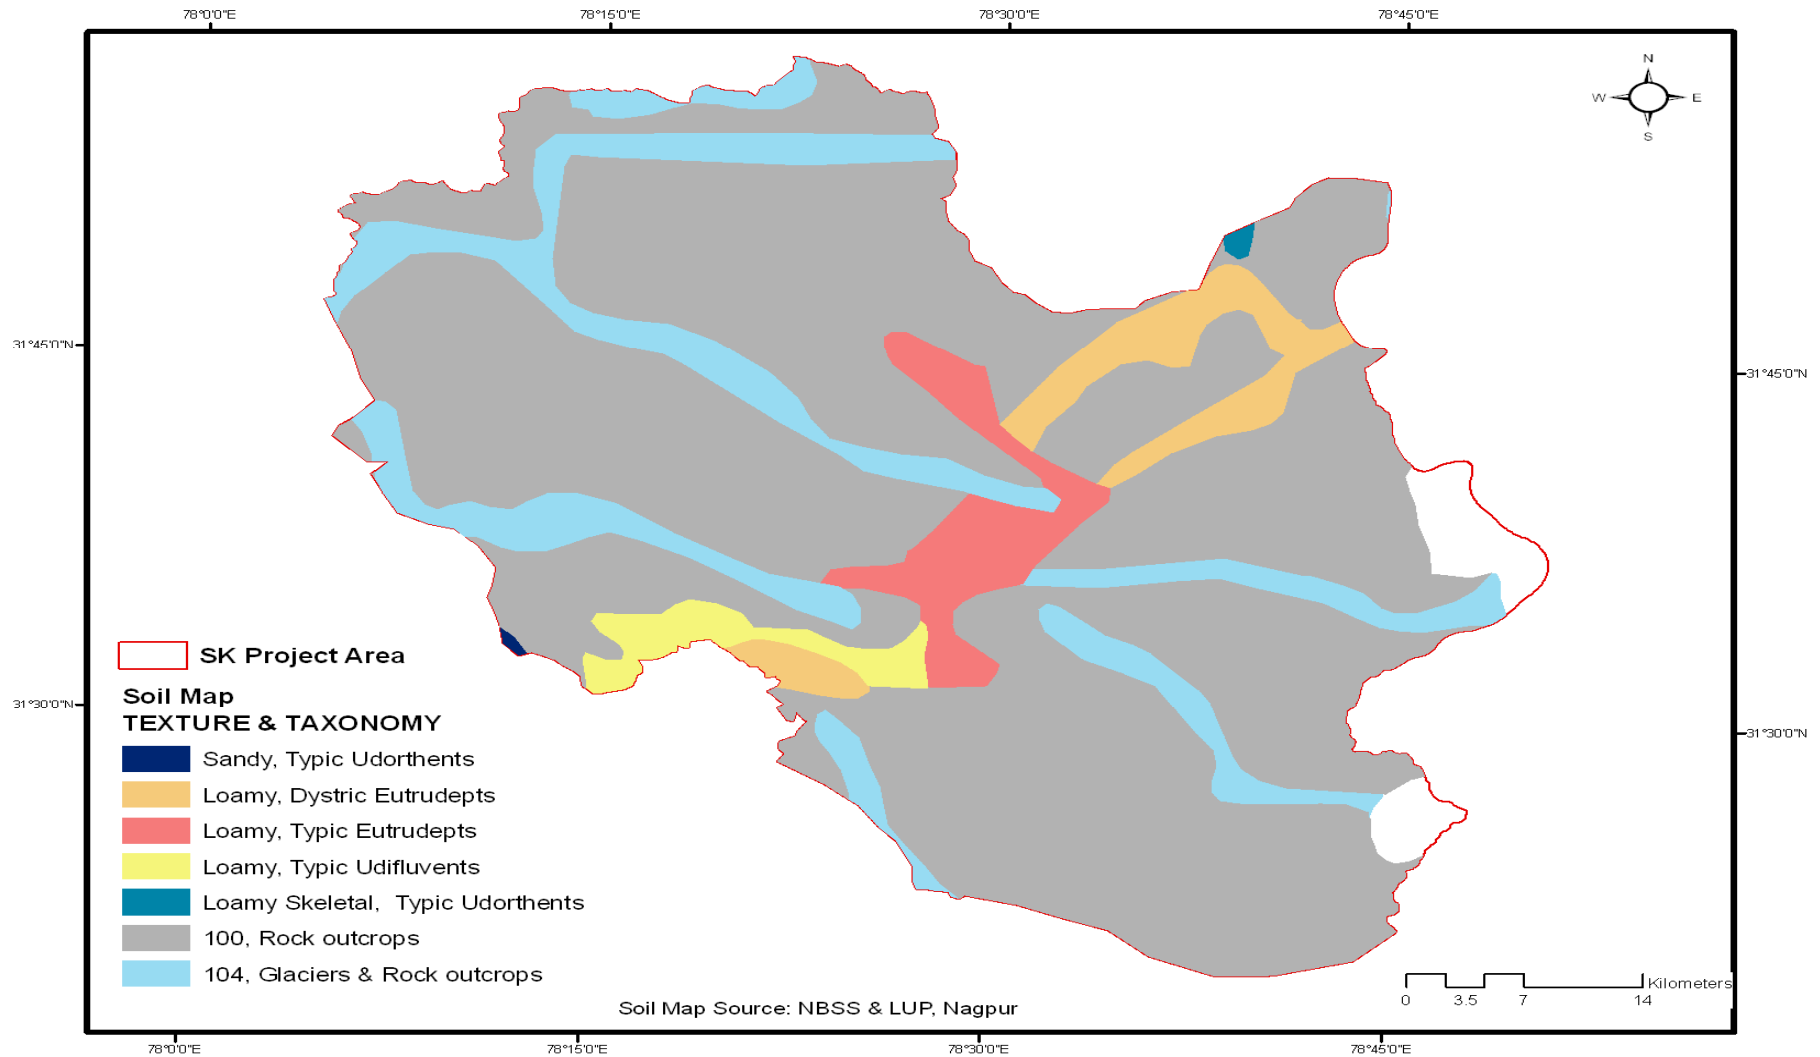 78°0'0"E 78°15'0"E 78°30'0"E 78°45'0"E
N
W E
S
31°45'0"N
31°45'0"N
SK Project Area
Soil Map
31°30'0"N
TEXTURE & TAXONOMY
31°30'0"N
Sandy, Typic Udorthents
Loamy, Dystric Eutrudepts
Loamy, Typic Eutrudepts
Loamy, Typic Udifluvents
Loamy Skeletal, Typic Udorthents
100, Rock outcrops
104, Glaciers & Rock outcrops
Kilometers
0 3.5 7 14
Soil Map Source: NBSS & LUP, Nagpur
78°0'0"E 78°15'0"E 78°30'0"E 78°45'0"E